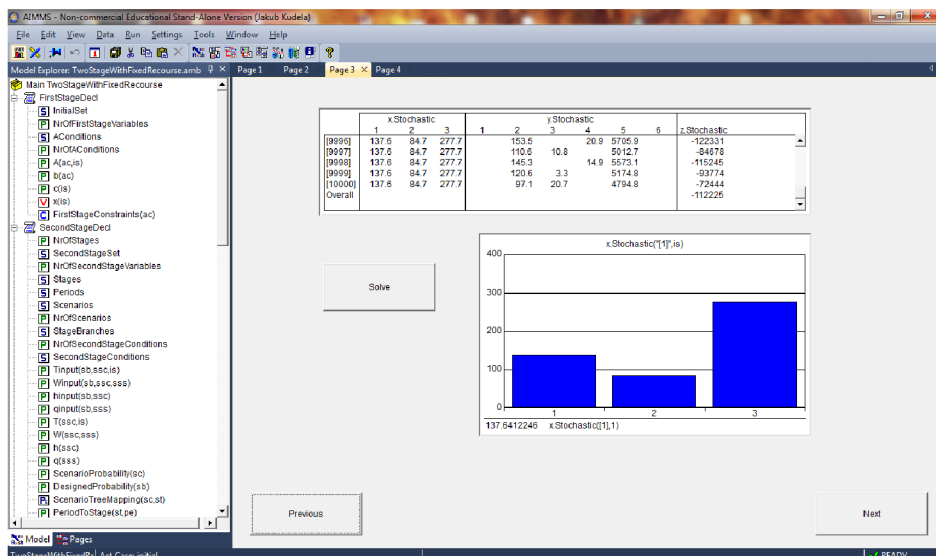 AIMMS - Non-commercial Educational Stand-Alone Version (Jakub Kudela)
File Edit View Data Run Settings Tools Window Help
Model Explorer: TwoStageWithFixedRecourse.amb
Page 1 Page 2 Page 3 Page 4
Main TwoStageWithFixedRecourse
FirstStageDecl
InitialSet
NrOfFirstStageVariables
AConditions
NrOfAConditions
A(ac,is)
b(ac)
c(is)
x(is)
FirstStageConstraints(ac)
SecondStageDecl
NrOfStages
SecondStageSet
NrOfSecondStageVariables
Stages
Periods
Scenarios
NrOfScenarios
StageBranches
NrOfSecondStageConditions
SecondStageConditions
Tinput(sb,ssc,is)
Winput(sb,ssc,sss)
hinput(sb,ssc)
qinput(sb,sss)
T(ssc,is)
W(ssc,sss)
h(ssc)
q(sss)
ScenarioProbability(sc)
DesignedProbability(sb)
ScenarioTreeMapping(sc,st)
PeriodToStage(st,pe)
Model Pages
x.Stochastic y.Stochastic
1 2 3 1 2 3 4 5 6 z.Stochastic
[9996] 137.6 84.7 277.7 153.5 20.9 5705.9 -122331
[9997] 137.6 84.7 277.7 110.6 10.8 5012.7 -84678
[9998] 137.6 84.7 277.7 145.3 14.9 5573.1 -115245
[9999] 137.6 84.7 277.7 120.6 3.3 5174.8 -93774
[10000] 137.6 84.7 277.7 97.1 20.7 4794.8 -72444
Overall -112225
Solve
x.Stochastic("[1]",is)
400
300
200
100
0
1 2 3
137.6412246 x.Stochastic([1],1)
Previous
Next
TwoStageWithFixedRe Act.Case: initial
READY